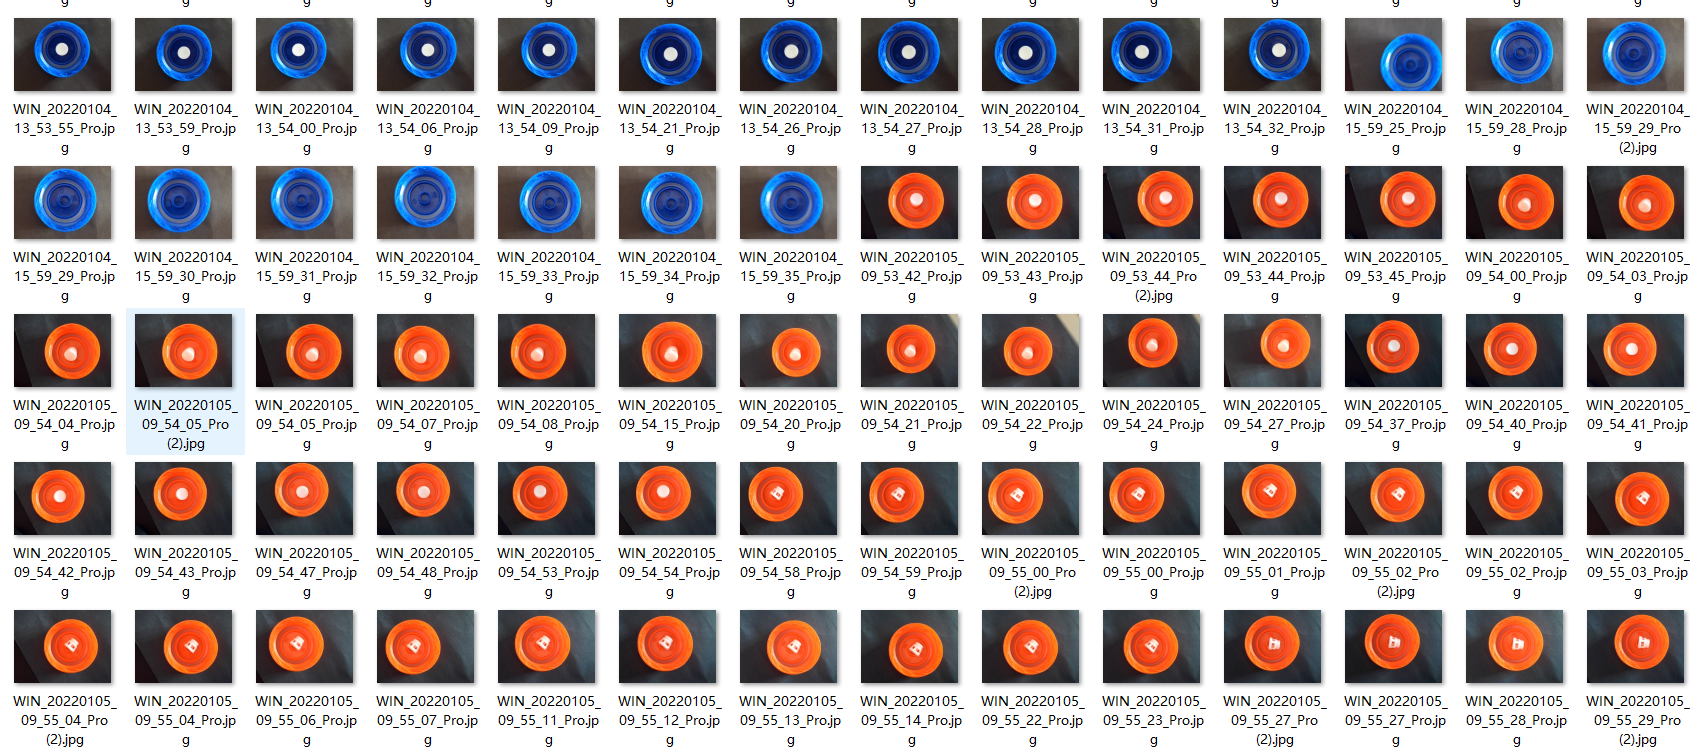 g g g g g g g g g g g g g g
WIN_20220104_ WIN_20220104_ WIN_20220104_ WIN_20220104_ WIN_20220104_ WIN_20220104_ WIN_20220104_ WIN_20220104_ WIN_20220104_ WIN_20220104_ WIN_20220104_ WIN_20220104_ WIN_20220104_ WIN_20220104_
13_53_55_Pro.jp 13_53_59_Pro.jp 13_54_00_Pro.jp 13_54_06_Pro.jp 13_54_09_Pro.jp 13_54_21_Pro.jp 13_54_26_Pro.jp 13_54_27_Pro.jp 13_54_28_Pro.jp 13_54_31_Pro.jp 13_54_32_Pro.jp 15_59_25_Pro.jp 15_59_28_Pro.jp 15_59_29_Pro
g g g g g g g g g g g g g (2).jpg
WIN_20220104_ WIN_20220104_ WIN_20220104_ WIN_20220104_ WIN_20220104_ WIN_20220104_ WIN_20220104_ WIN_20220105_ WIN_20220105_ WIN_20220105_ WIN_20220105_ WIN_20220105_ WIN_20220105_ WIN_20220105_
15_59_29_Pro.jp 15_59_30_Pro.jp 15_59_31_Pro.jp 15_59_32_Pro.jp 15_59_33_Pro.jp 15_59_34_Pro.jp 15_59_35_Pro.jp 09_53_42_Pro.jp 09_53_43_Pro.jp 09_53_44_Pro 09_53_44_Pro.jp 09_53_45_Pro.jp 09_54_00_Pro.jp 09_54_03_Pro.jp
g g g g g g g g g (2).jpg g g g g
WIN_20220105_ WIN_20220105_ WIN_20220105_ WIN_20220105_ WIN_20220105_ WIN_20220105_ WIN_20220105_ WIN_20220105_ WIN_20220105_ WIN_20220105_ WIN_20220105_ WIN_20220105_ WIN_20220105_ WIN_20220105_
09_54_04_Pro.jp 09_54_05_Pro 09_54_05_Pro.jp 09_54_07_Pro.jp 09_54_08_Pro.jp 09_54_15_Pro.jp 09_54_20_Pro.jp 09_54_21_Pro.jp 09_54_22_Pro.jp 09_54_24_Pro.jp 09_54_27_Pro.jp 09_54_37_Pro.jp 09_54_40_Pro.jp 09_54_41_Pro.jp
g (2).jpg g g g g g g g g g g g g
WIN_20220105_ WIN_20220105_ WIN_20220105_ WIN_20220105_ WIN_20220105_ WIN_20220105_ WIN_20220105_ WIN_20220105_ WIN_20220105_ WIN_20220105_ WIN_20220105_ WIN_20220105_ WIN_20220105_ WIN_20220105_
09_54_42_Pro.jp 09_54_43_Pro.jp 09_54_47_Pro.jp 09_54_48_Pro.jp 09_54_53_Pro.jp 09_54_54_Pro.jp 09_54_58_Pro.jp 09_54_59_Pro.jp 09_55_00_Pro 09_55_00_Pro.jp 09_55_01_Pro.jp 09_55_02_Pro 09_55_02_Pro.jp 09_55_03_Pro.jp
g g g g g g g g (2).jpg g g (2).jpg g g
WIN_20220105_ WIN_20220105_ WIN_20220105_ WIN_20220105_ WIN_20220105_ WIN_20220105_ WIN_20220105_ WIN_20220105_ WIN_20220105_ WIN_20220105_ WIN_20220105_ WIN_20220105_ WIN_20220105_ WIN_20220105_
09_55_04_Pro 09_55_04_Pro.jp 09_55_06_Pro.jp 09_55_07_Pro.jp 09_55_11_Pro.jp 09_55_12_Pro.jp 09_55_13_Pro.jp 09_55_14_Pro.jp 09_55_22_Pro.jp 09_55_23_Pro.jp 09_55_27_Pro 09_55_27_Pro.jp 09_55_28_Pro.jp 09_55_29_Pro
(2).jpg g g g g g g g g g (2).jpg g g (2).jpg